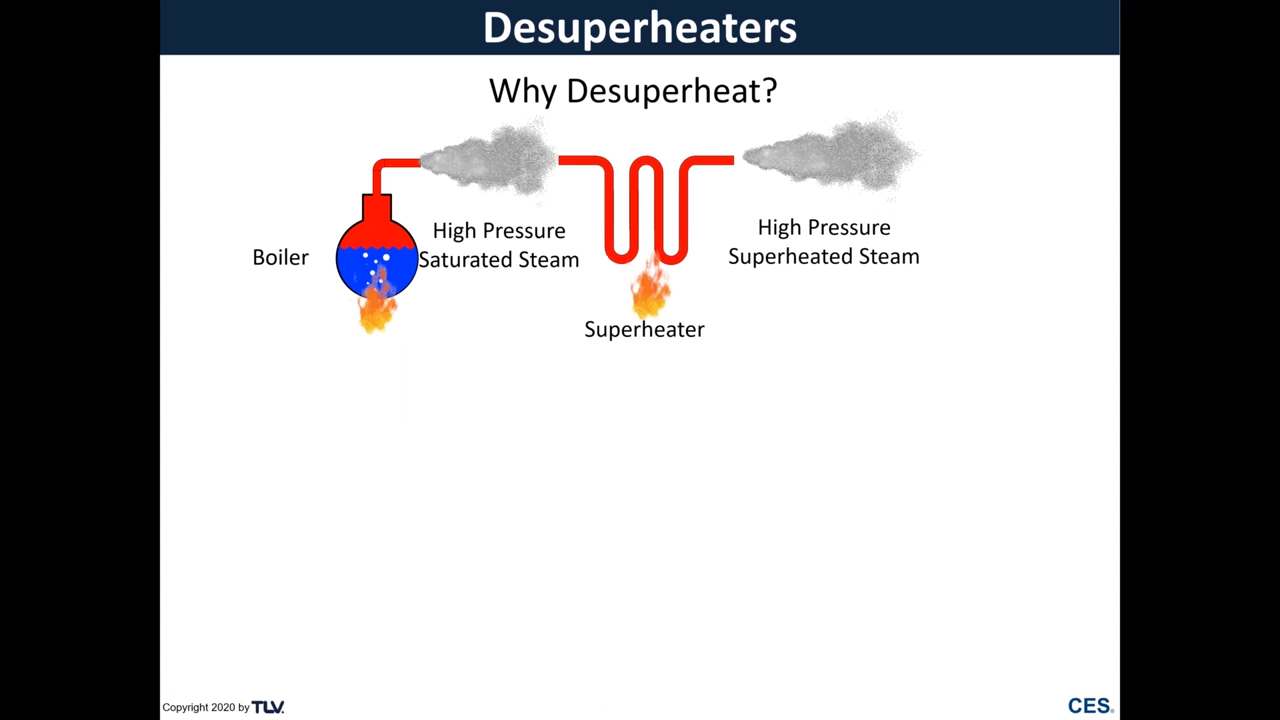 Desuperheaters
Why Desuperheat?
Boiler
High Pressure
Saturated Steam
Superheater
High Pressure
Superheated Steam
Copyright 2020 by TLV.
CES.